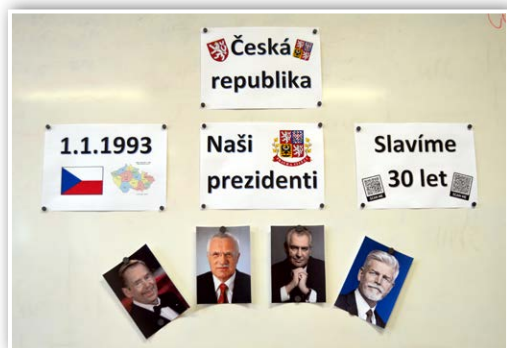 Česká
republika
1.1.1993
Naši
prezidenti
Slavíme
30 let